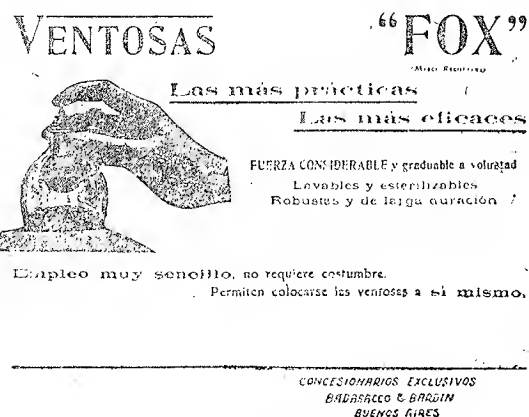 VENTOSAS “FOX”
Las más prácticas
Las más eficaces
FUERZA CONSIDERABLE y graduable a voluntad
Lavables y esterilizables
Robustas y de larga duración
Empleo muy sencillo, no requiere costumbre.
Permiten colocarse las ventosas a sí mismo.
CONCESIONARIOS EXCLUSIVOS
BADARACCO & BARDIN
BUENOS AIRES